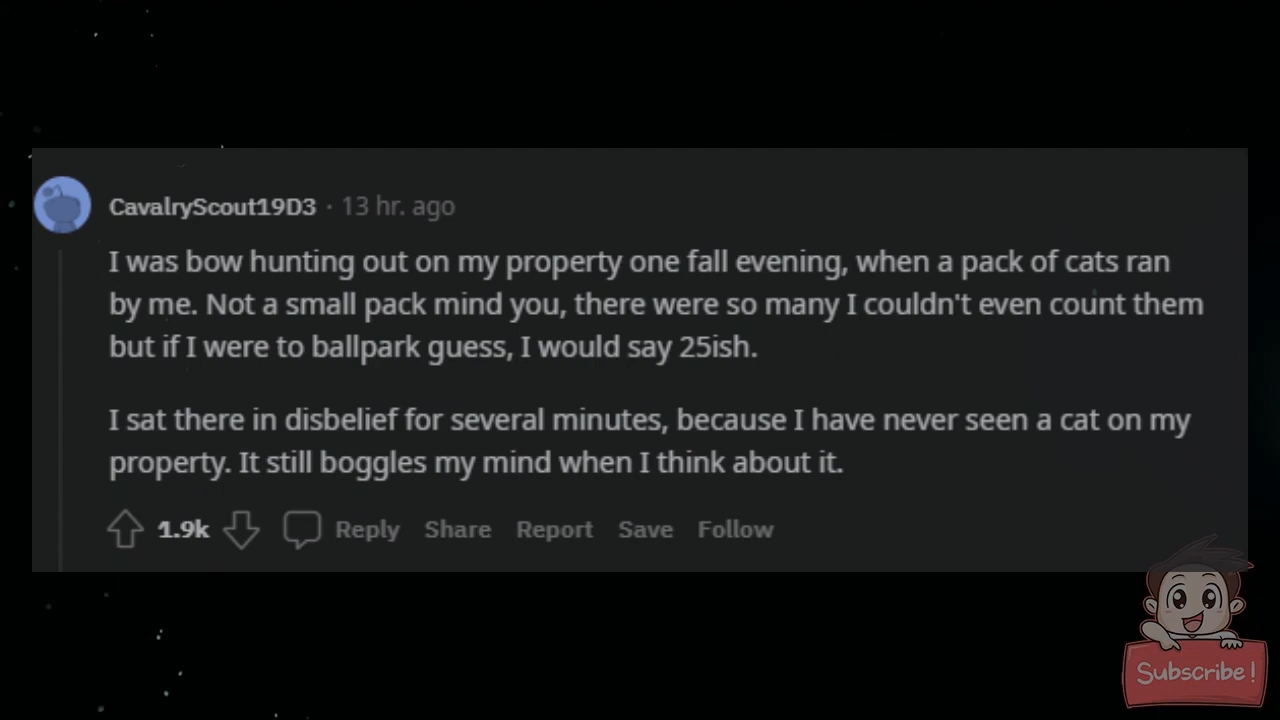 CavalryScout19D3 · 13 hr. ago
I was bow hunting out on my property one fall evening, when a pack of cats ran
by me. Not a small pack mind you, there were so many I couldn't even count them
but if I were to ballpark guess, I would say 25ish.
I sat there in disbelief for several minutes, because I have never seen a cat on my
property. It still boggles my mind when I think about it.
1.9k Reply Share Report Save Follow
Subscribe!